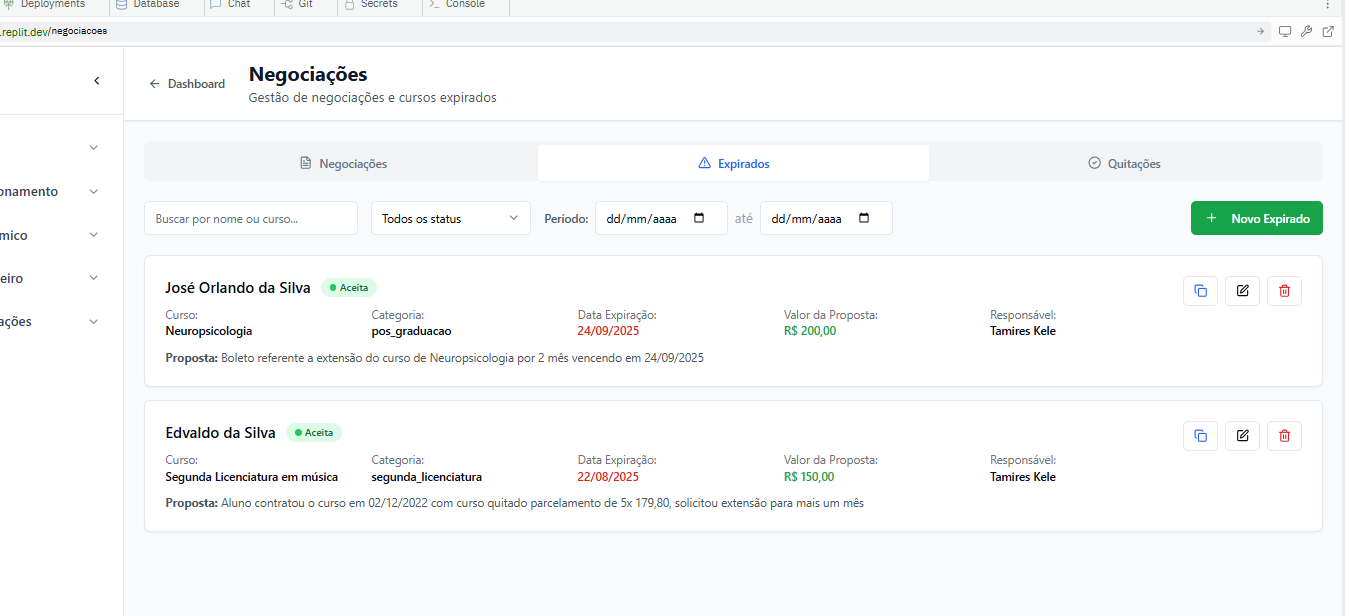 Deployments Database Chat Git Secrets Console
.replit.dev/negociacoes
Dashboard
Negociações
Gestão de negociações e cursos expirados
onamento
mico
eiro
ações
Negociações Expirados Quitações
Buscar por nome ou curso... Todos os status Período: dd/mm/aaaa até dd/mm/aaaa Novo Expirado
José Orlando da Silva Aceita
Curso: Categoria: Data Expiração: Valor da Proposta: Responsável:
Neuropsicologia pos_graduacao 24/09/2025 R$ 200,00 Tamires Kele
Proposta: Boleto referente a extensão do curso de Neuropsicologia por 2 mês vencendo em 24/09/2025
Edvaldo da Silva Aceita
Curso: Categoria: Data Expiração: Valor da Proposta: Responsável:
Segunda Licenciatura em música segunda_licenciatura 22/08/2025 R$ 150,00 Tamires Kele
Proposta: Aluno contratou o curso em 02/12/2022 com curso quitado parcelamento de 5x 179,80, solicitou extensão para mais um mês